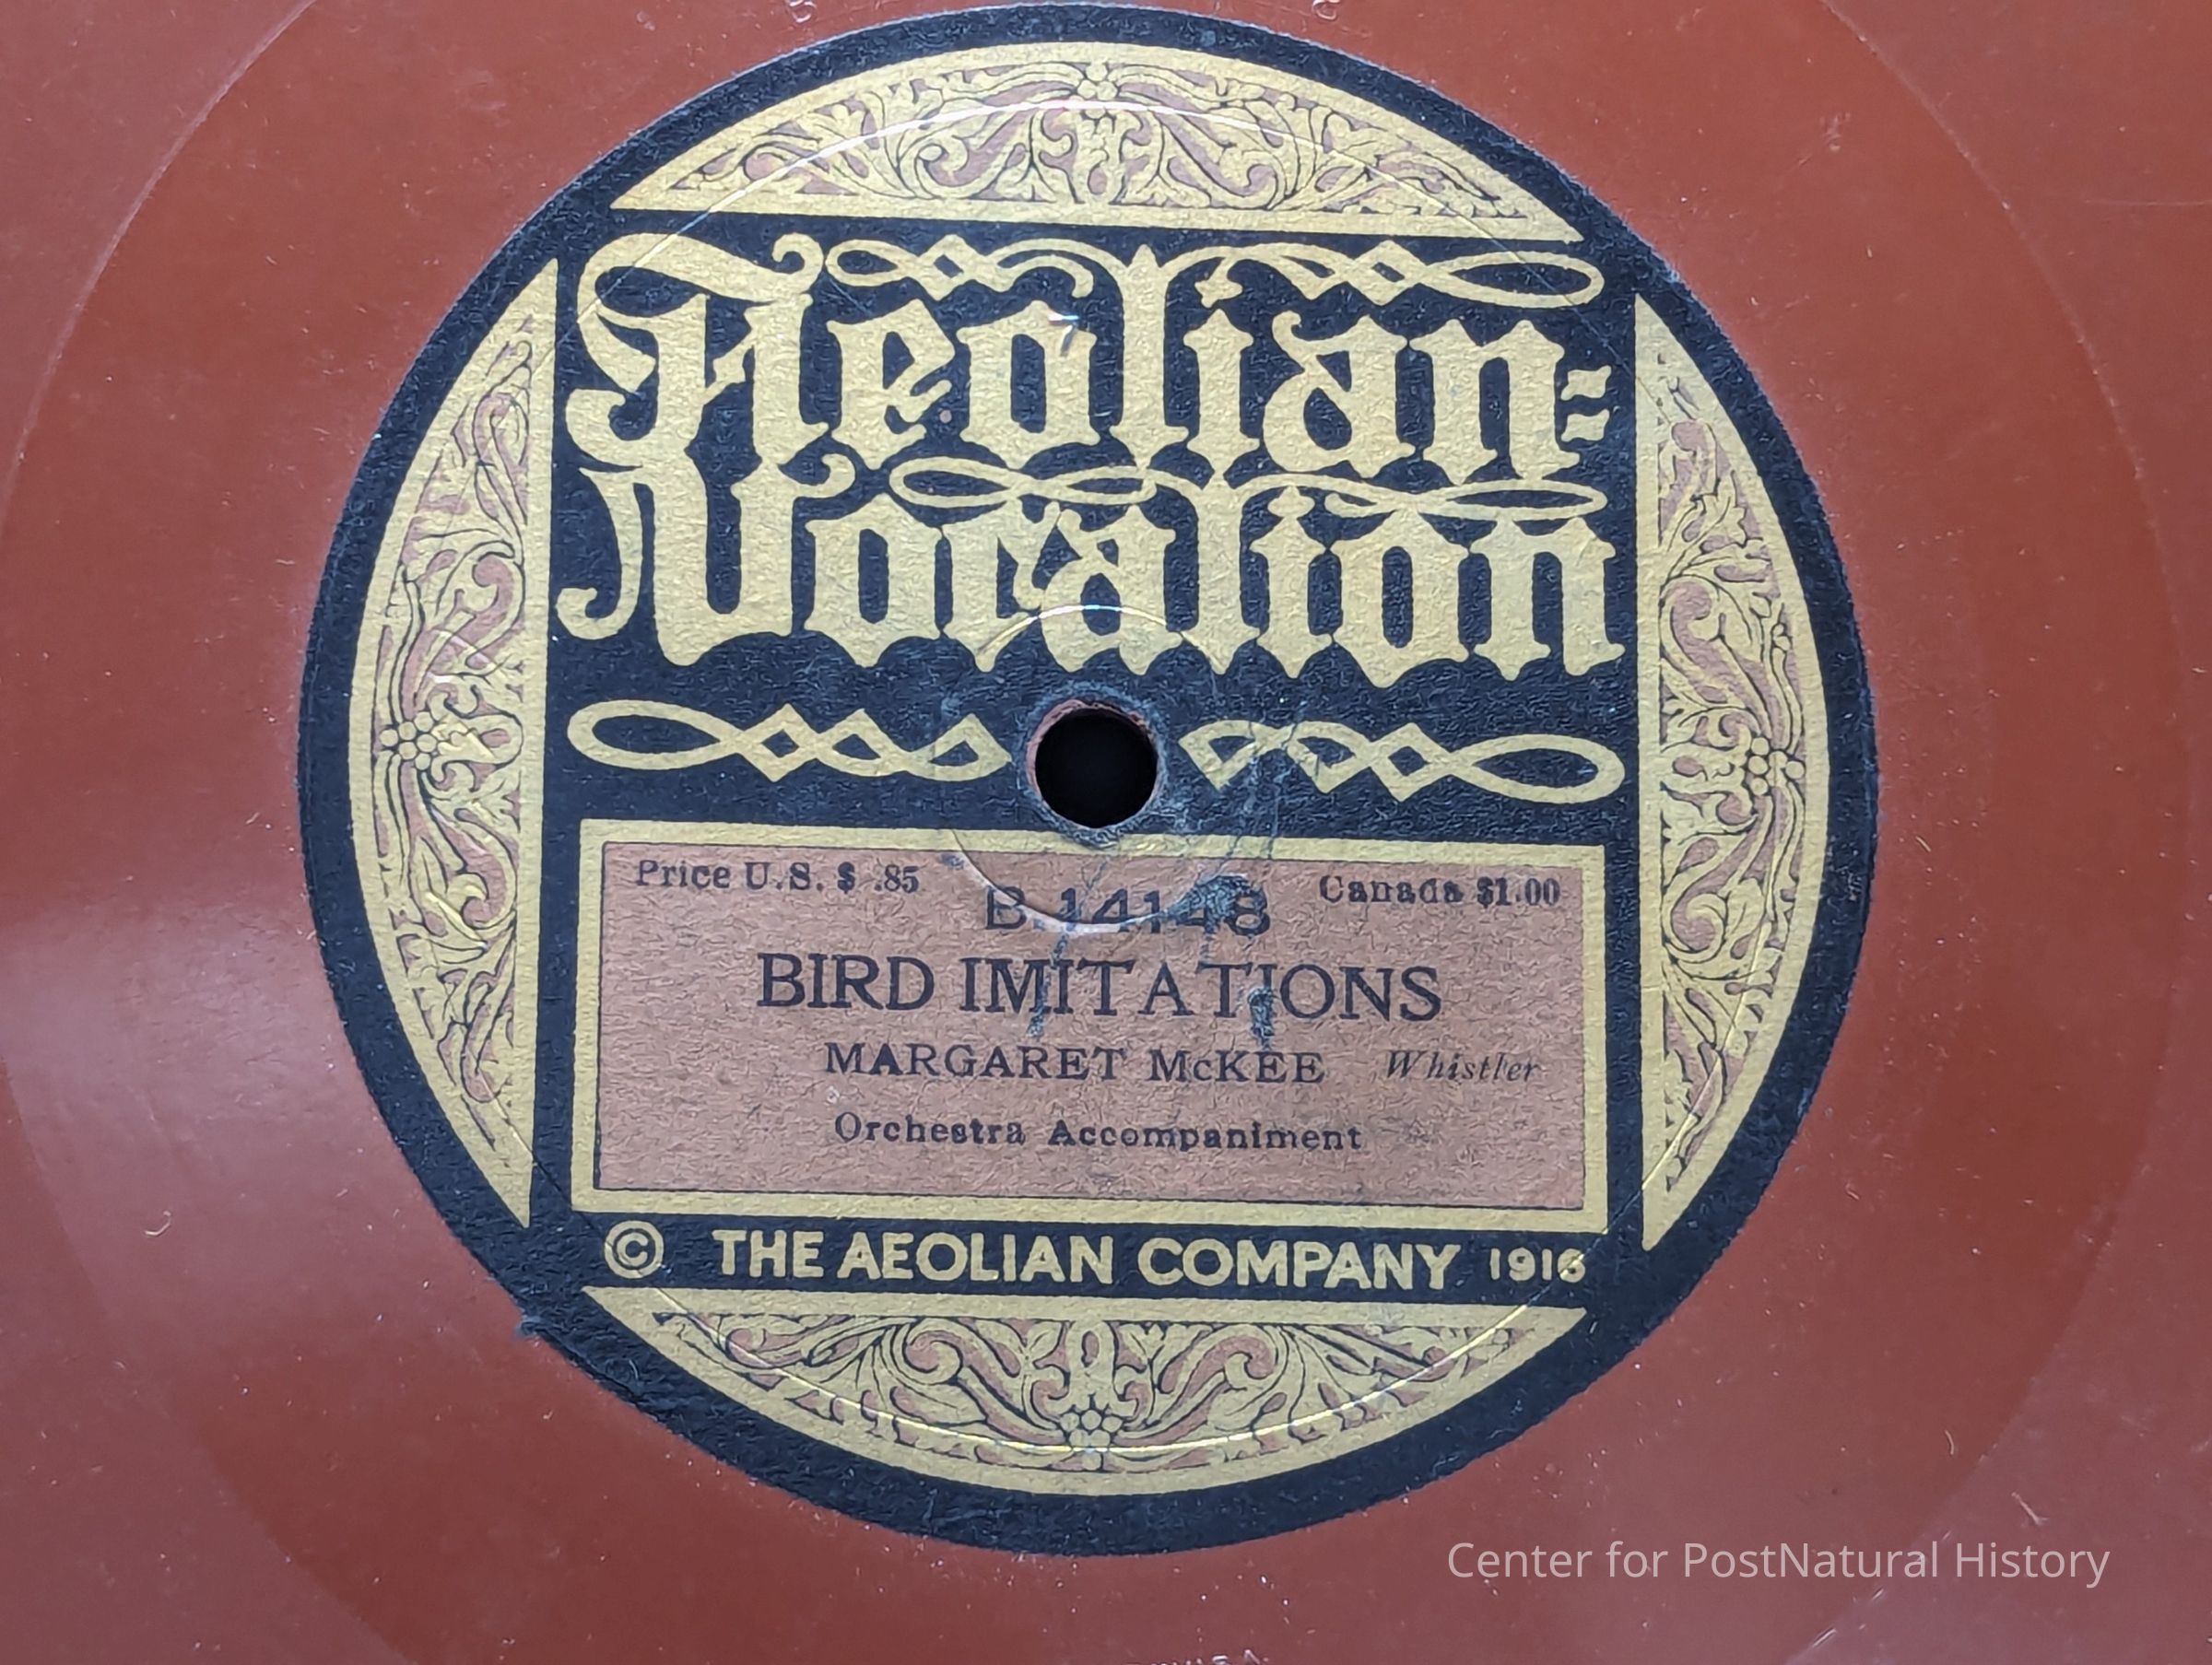 Aeolian-
Vocalion
Price U.S. $ .85
Canada $1.00
B 14148
BIRD IMITATIONS
MARGARET McKEE Whistler
Orchestra Accompaniment
© THE AEOLIAN COMPANY 1916
Center for PostNatural History